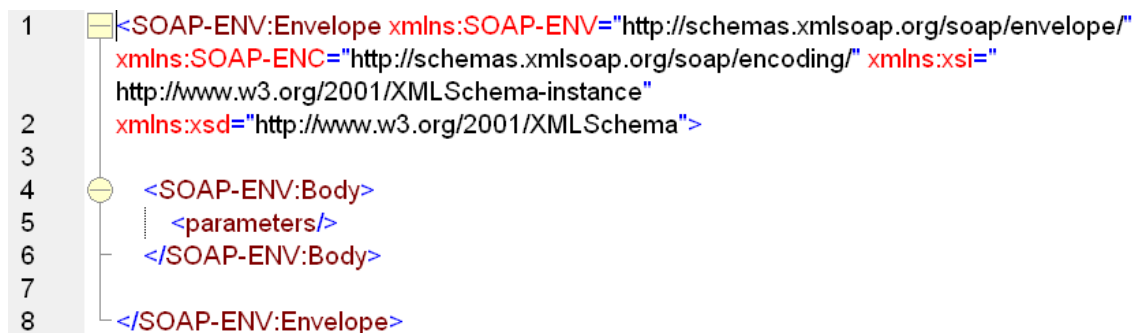 1 <SOAP-ENV:Envelope xmlns:SOAP-ENV="http://schemas.xmlsoap.org/soap/envelope/"
xmlns:SOAP-ENC="http://schemas.xmlsoap.org/soap/encoding/" xmlns:xsi="
http://www.w3.org/2001/XMLSchema-instance"
2 xmlns:xsd="http://www.w3.org/2001/XMLSchema">
3
4 <SOAP-ENV:Body>
5 <parameters/>
6 </SOAP-ENV:Body>
7
8 </SOAP-ENV:Envelope>